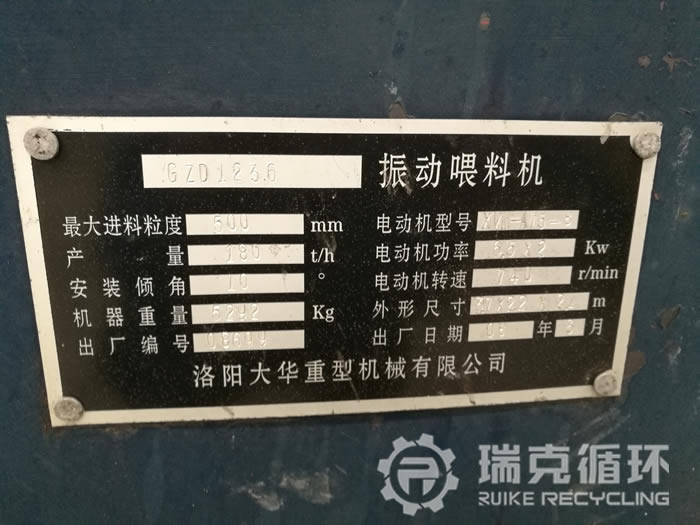 GZD1236 振动喂料机
最大进料粒度 500 mm
产量 180 t/h
安装倾角 10 °
机器重量 5292 Kg
出厂编号
电动机型号
电动机功率 Kw
电动机转速 740 r/min
外形尺寸 m
出厂日期 08 年 3 月
洛阳大华重型机械有限公司
瑞克循环
RUIKE RECYCLING